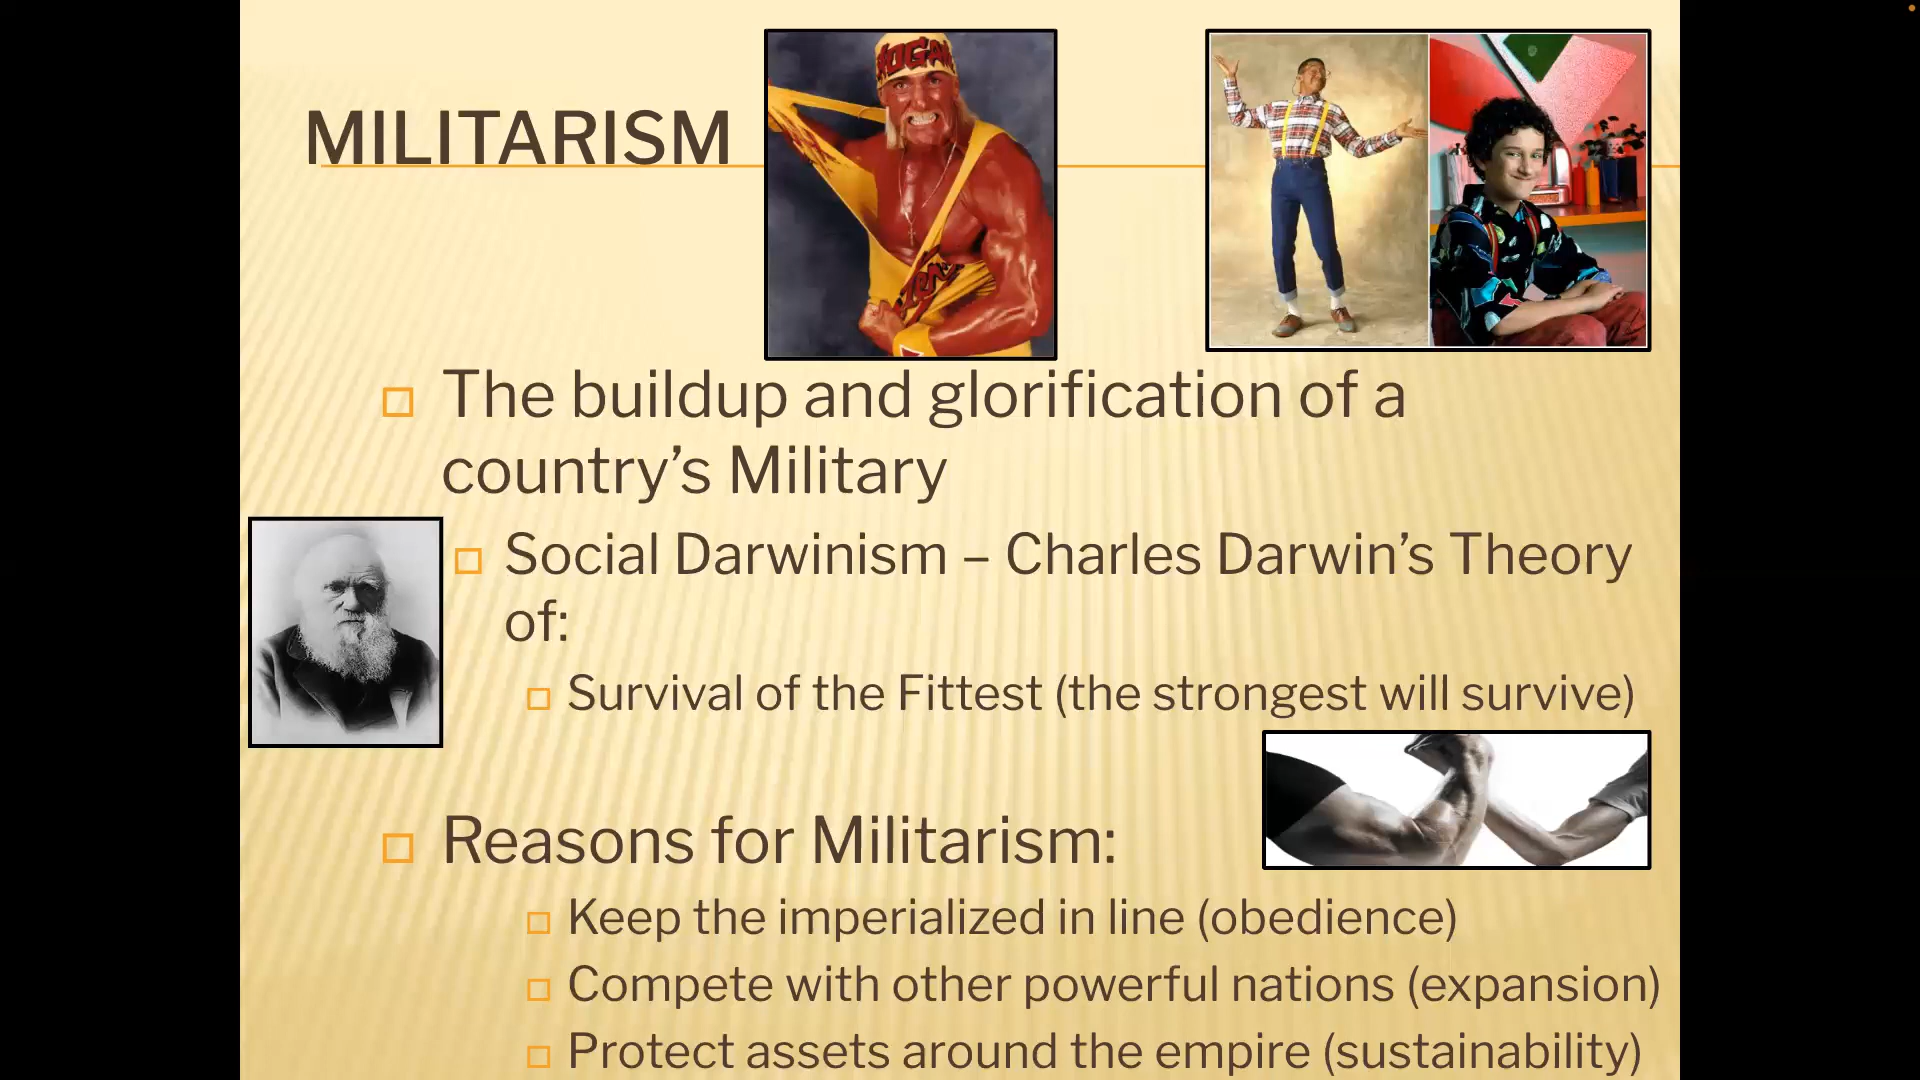 MILITARISM
HOGAN
The buildup and glorification of a
country’s Military
Social Darwinism – Charles Darwin’s Theory
of:
Survival of the Fittest (the strongest will survive)
Reasons for Militarism:
Keep the imperialized in line (obedience)
Compete with other powerful nations (expansion)
Protect assets around the empire (sustainability)